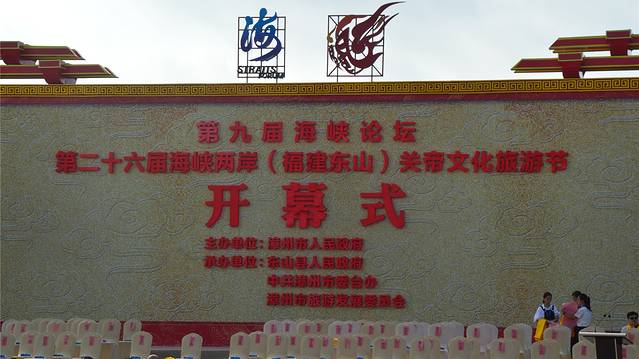 海
STRAITS
FORUM
第九届海峡论坛
第二十六届海峡两岸（福建东山）关帝文化旅游节
开幕式
主办单位：漳州市人民政府
承办单位：东山县人民政府
中共漳州市委台办
漳州市旅游发展委员会